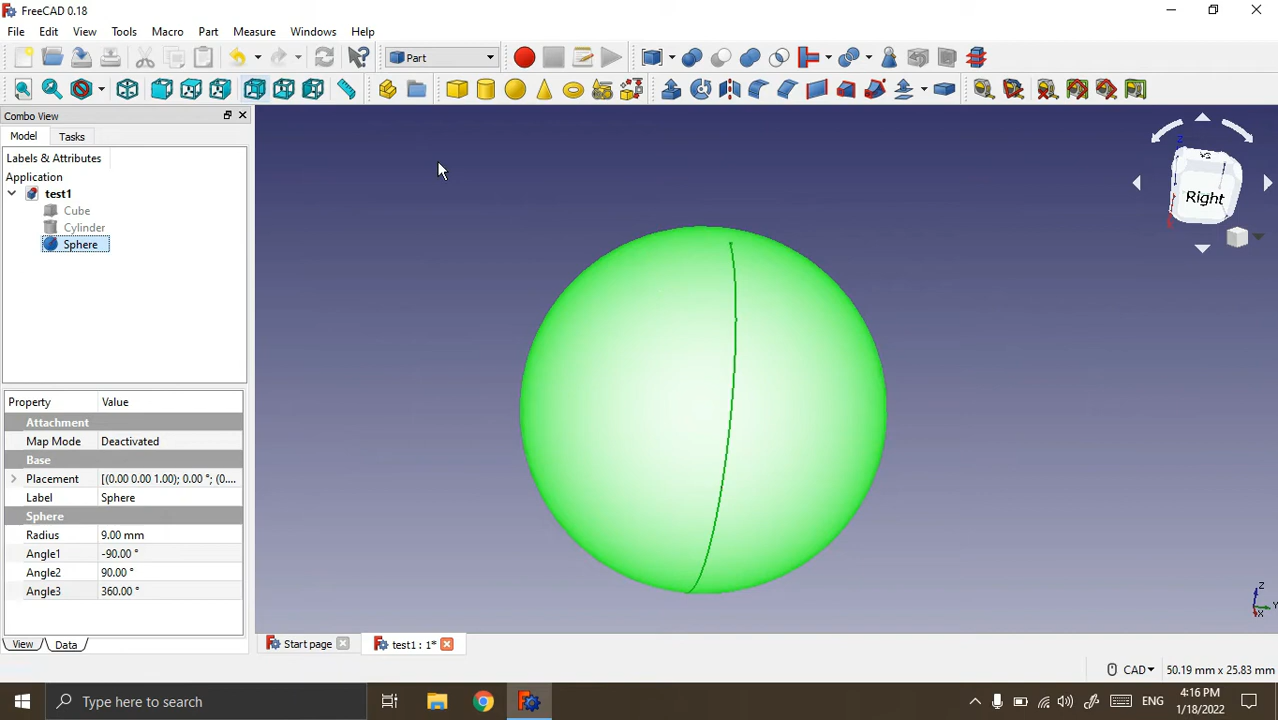 FreeCAD 0.18
File Edit View Tools Macro Part Measure Windows Help
Part
Combo View
Model Tasks
Labels & Attributes
Application
test1
Cube
Cylinder
Sphere
Right
Property Value
Attachment
Map Mode Deactivated
Base
Placement [(0.00 0.00 1.00); 0.00 °; (0....
Label Sphere
Sphere
Radius 9.00 mm
Angle1 -90.00 °
Angle2 90.00 °
Angle3 360.00 °
Z
Y
X
View Data
Start page test1 : 1*
CAD 50.19 mm x 25.83 mm
Type here to search
ENG
4:16 PM
1/18/2022